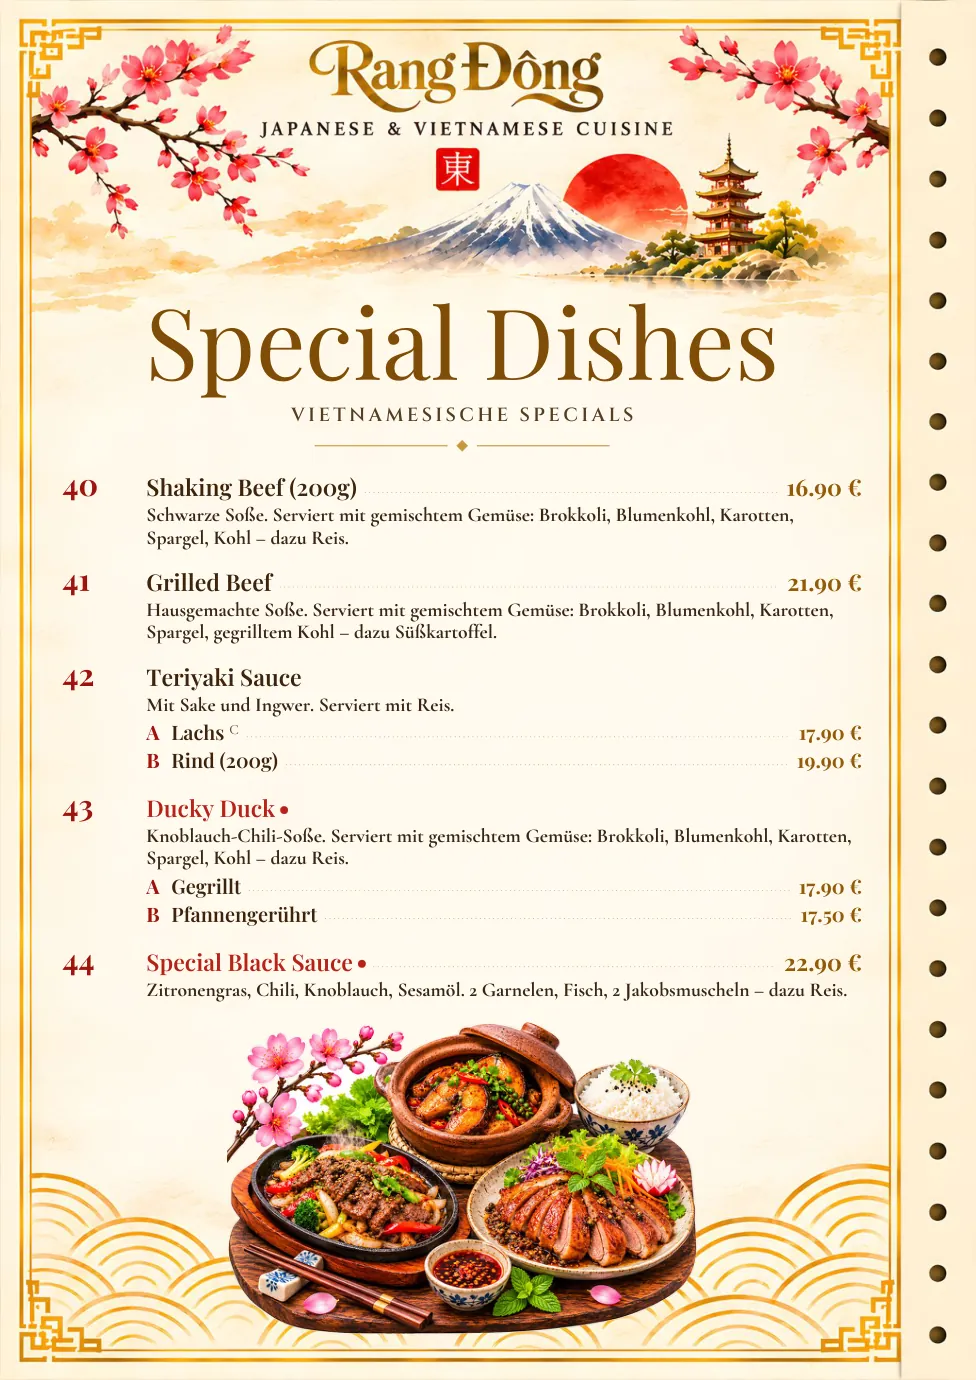 Rang Đông
JAPANESE & VIETNAMESE CUISINE
東
Special Dishes
VIETNAMESISCHE SPECIALS
40 Shaking Beef (200g) 16.90 €
Schwarze Soße. Serviert mit gemischtem Gemüse: Brokkoli, Blumenkohl, Karotten,
Spargel, Kohl – dazu Reis.
41 Grilled Beef 21.90 €
Hausgemachte Soße. Serviert mit gemischtem Gemüse: Brokkoli, Blumenkohl, Karotten,
Spargel, gegrilltem Kohl – dazu Süßkartoffel.
42 Teriyaki Sauce
Mit Sake und Ingwer. Serviert mit Reis.
A Lachs C 17.90 €
B Rind (200g) 19.90 €
43 Ducky Duck •
Knoblauch-Chili-Soße. Serviert mit gemischtem Gemüse: Brokkoli, Blumenkohl, Karotten,
Spargel, Kohl – dazu Reis.
A Gegrillt 17.90 €
B Pfannengerührt 17.50 €
44 Special Black Sauce • 22.90 €
Zitronengras, Chili, Knoblauch, Sesamöl. 2 Garnelen, Fisch, 2 Jakobsmuscheln – dazu Reis.